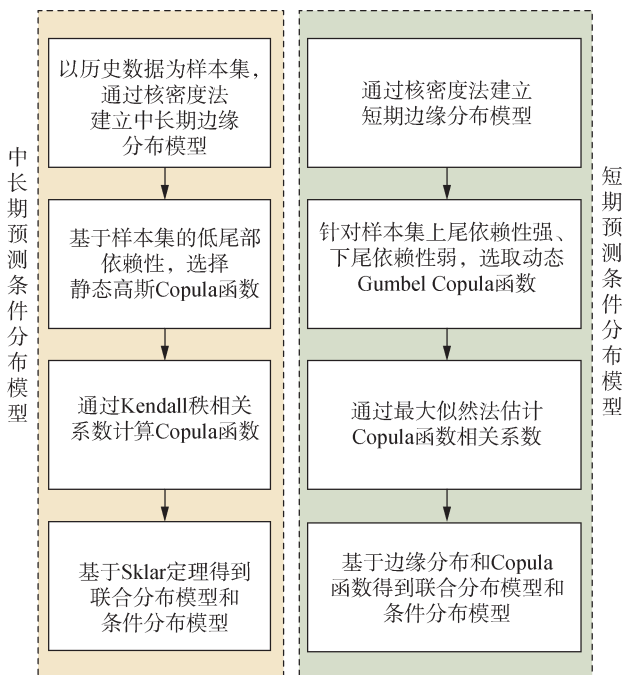 中长期预测条件分布模型
以历史数据为样本集，
通过核密度法
建立中长期边缘
分布模型
基于样本集的低尾部
依赖性，选择
静态高斯Copula函数
通过Kendall秩相关
系数计算Copula函数
基于Sklar定理得到
联合分布模型和
条件分布模型
通过核密度法建立
短期边缘分布模型
针对样本集上尾依赖性强、
下尾依赖性弱，选取动态
Gumbel Copula函数
通过最大似然法估计
Copula函数相关系数
基于边缘分布和Copula
函数得到联合分布模型和
条件分布模型
短期预测条件分布模型